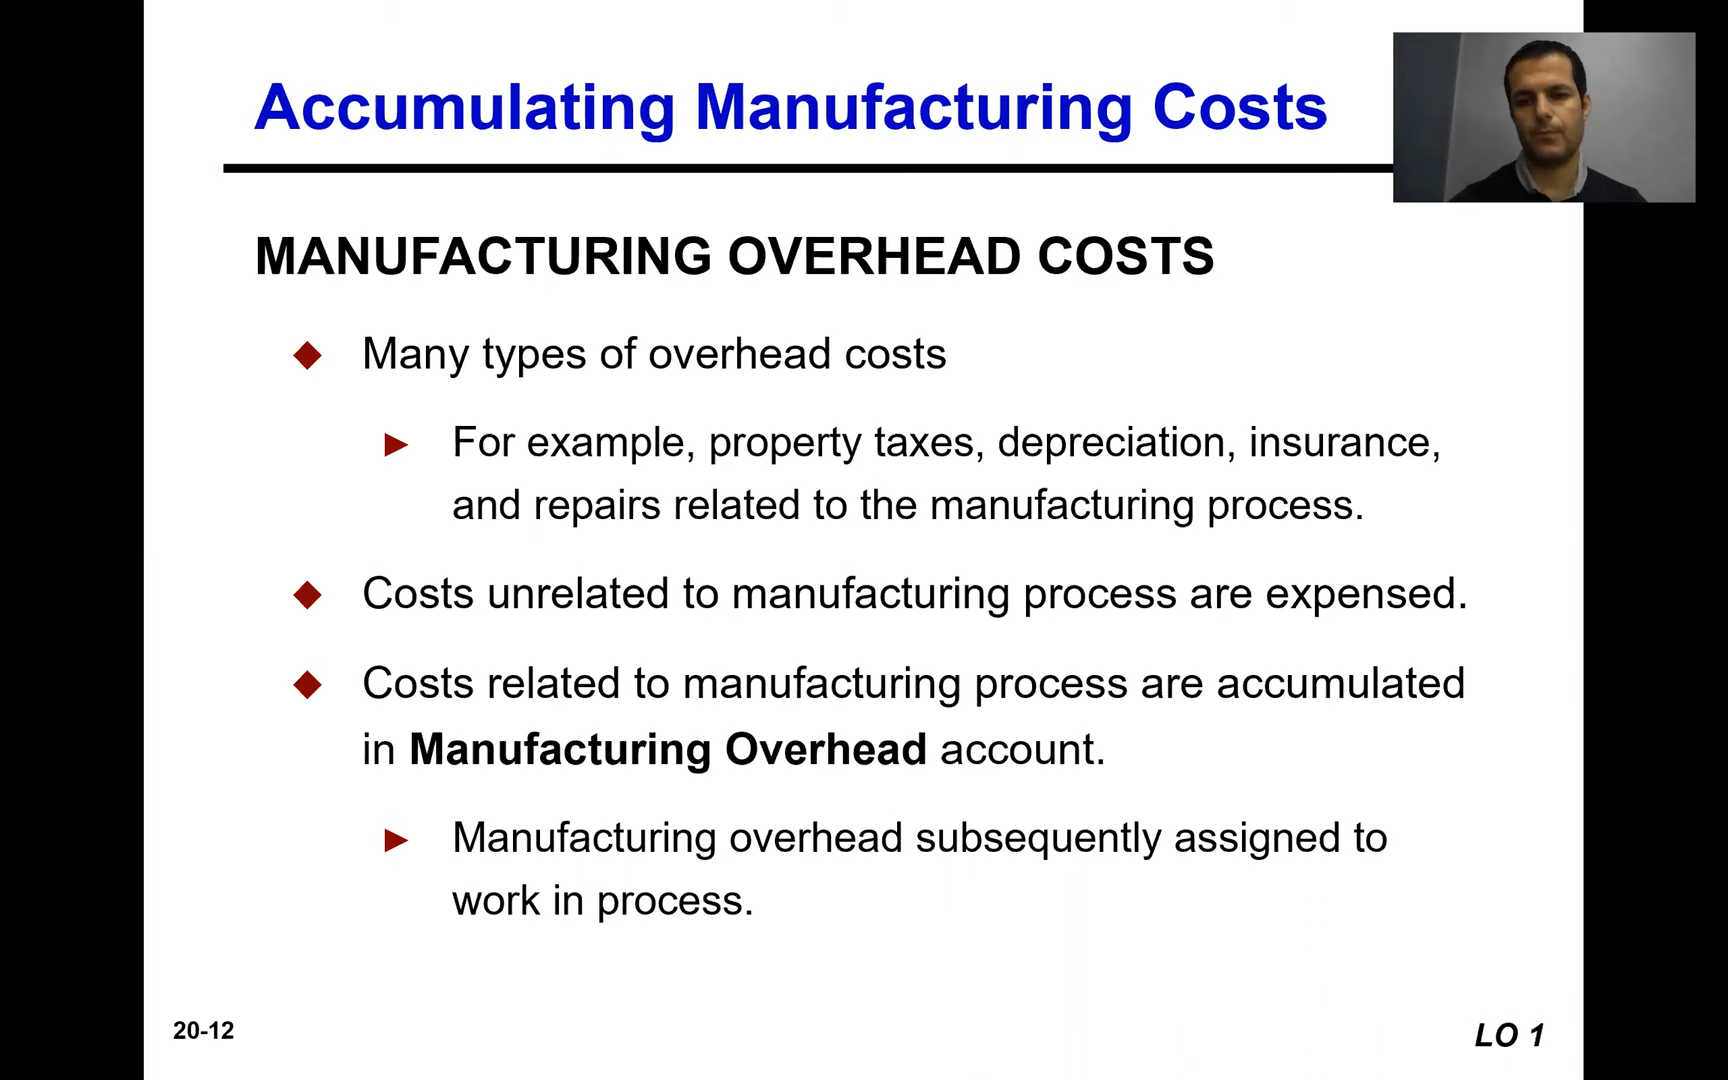 Accumulating Manufacturing Costs
MANUFACTURING OVERHEAD COSTS
Many types of overhead costs
For example, property taxes, depreciation, insurance,
and repairs related to the manufacturing process.
Costs unrelated to manufacturing process are expensed.
Costs related to manufacturing process are accumulated
in Manufacturing Overhead account.
Manufacturing overhead subsequently assigned to
work in process.
20-12
LO 1